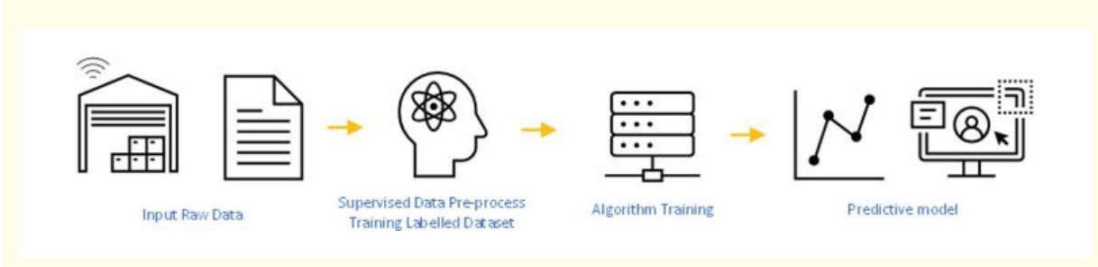 Input Raw Data
Supervised Data Pre-process
Training Labelled Dataset
Algorithm Training
Predictive model